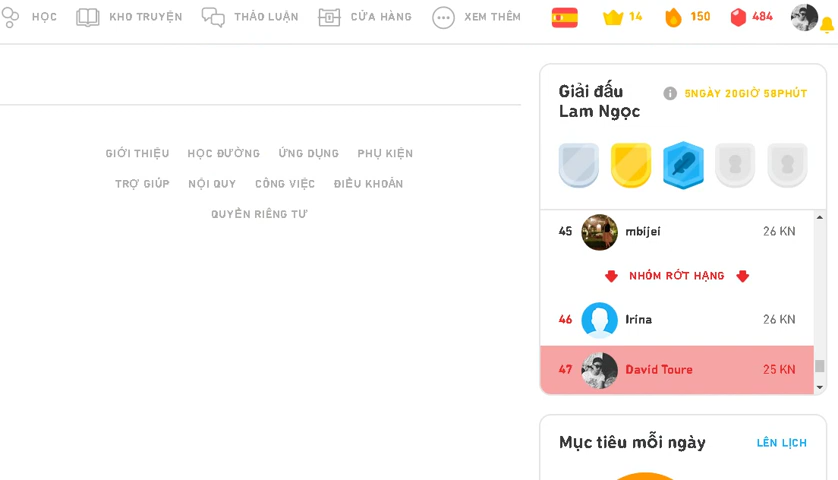 HỌC KHO TRUYỆN THẢO LUẬN CỬA HÀNG XEM THÊM 14 150 484
GIỚI THIỆU HỌC ĐƯỜNG ỨNG DỤNG PHỤ KIỆN
TRỢ GIÚP NỘI QUY CÔNG VIỆC ĐIỀU KHOẢN
QUYỀN RIÊNG TƯ
Giải đấu
Lam Ngọc
5NGÀY 20GIỜ 58PHÚT
45 mbijei 26 KN
NHÓM RỚT HẠNG
46 Irina 26 KN
47 David Toure 25 KN
Mục tiêu mỗi ngày LÊN LỊCH